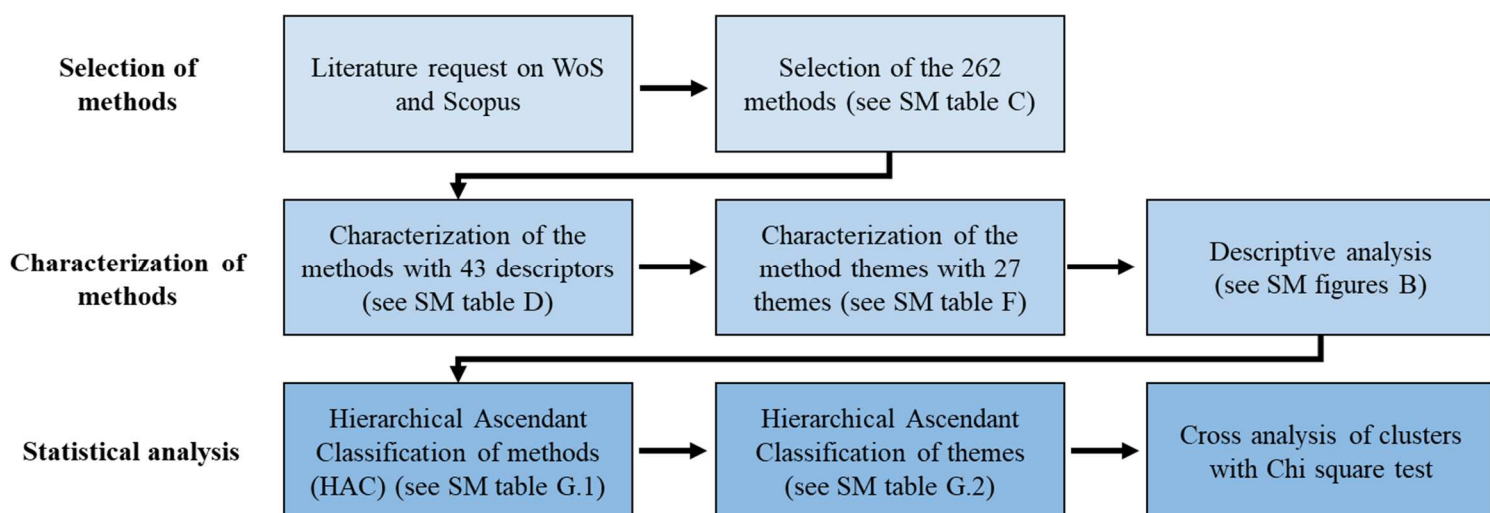 Selection of
methods
Literature request on WoS
and Scopus
Selection of the 262
methods (see SM table C)
Characterization of
methods
Characterization of the
methods with 43 descriptors
(see SM table D)
Characterization of the
method themes with 27
themes (see SM table F)
Descriptive analysis
(see SM figures B)
Statistical analysis
Hierarchical Ascendant
Classification of methods
(HAC) (see SM table G.1)
Hierarchical Ascendant
Classification of themes
(see SM table G.2)
Cross analysis of clusters
with Chi square test